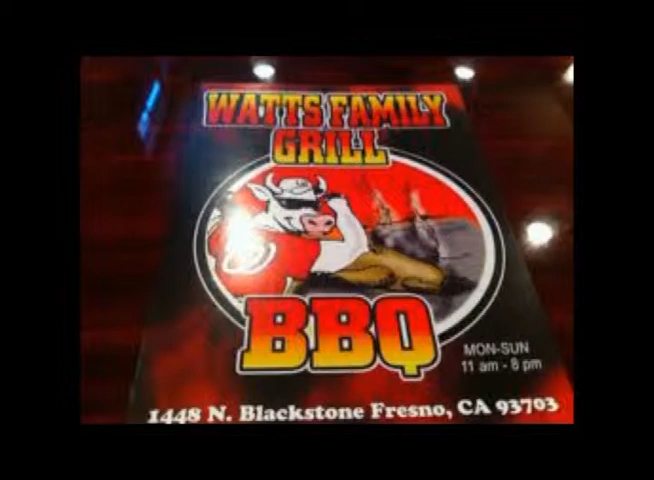 WATTS FAMILY
GRILL
BBQ
MON-SUN
11 am - 8 pm
1448 N. Blackstone Fresno, CA 93703